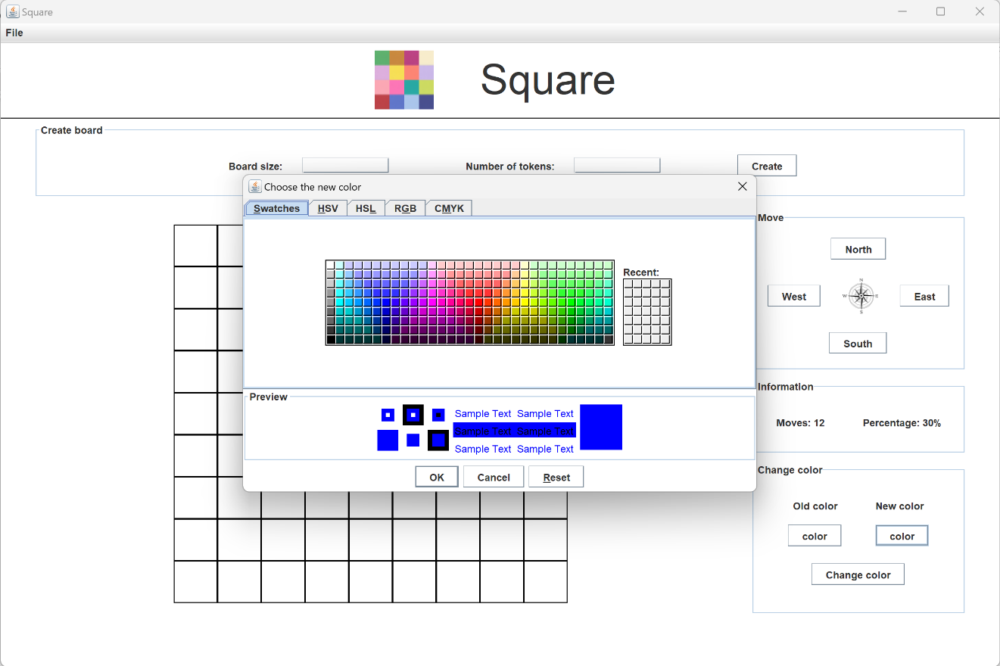 Square
File
Square
Create board
Board size:
Number of tokens:
Create
Choose the new color
Swatches HSV HSL RGB CMYK
Recent:
Preview
Sample Text Sample Text
Sample Text Sample Text
Sample Text Sample Text
OK Cancel Reset
Move
North
N
West W E East
S
South
Information
Moves: 12 Percentage: 30%
Change color
Old color New color
color color
Change color